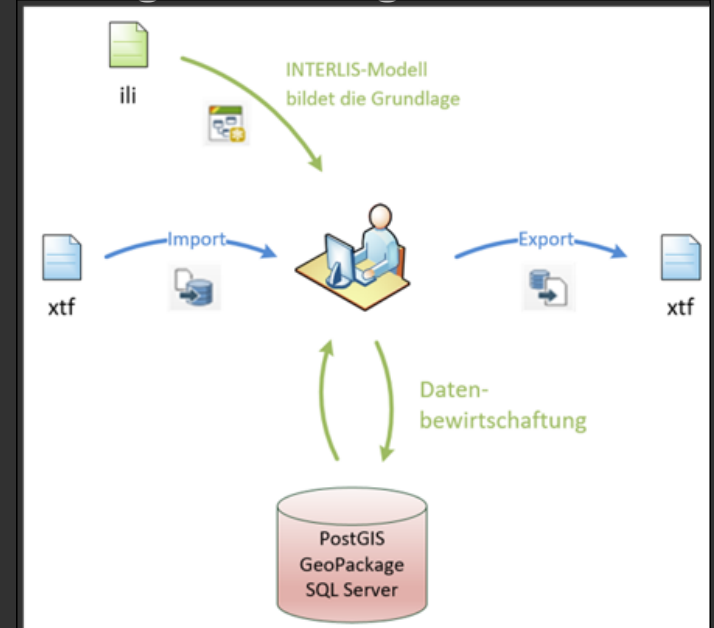 INTERLIS-Modell
bildet die Grundlage
ili
Import
Export
xtf
xtf
Daten-
bewirtschaftung
PostGIS
GeoPackage
SQL Server